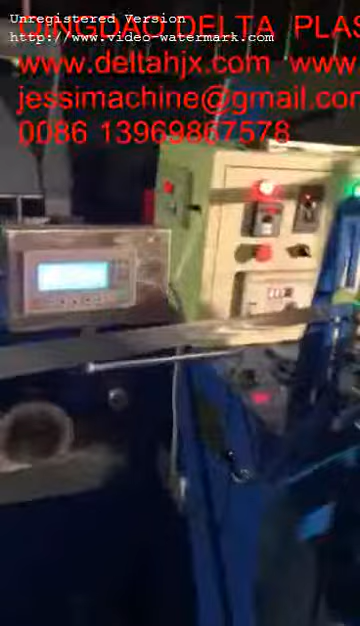 Unregistered Version
QINGDAO DELTA PLAS
http://www.video-watermark.com
www.deltahjx.com www
jessimachine@gmail.com
0086 13969867578